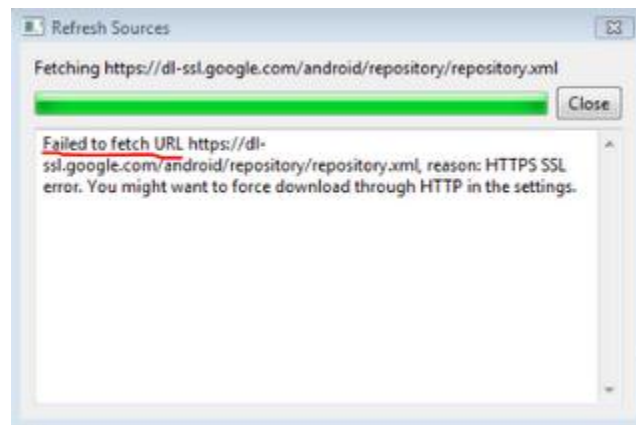 Refresh Sources
Fetching https://dl-ssl.google.com/android/repository/repository.xml
Close
Failed to fetch URL https://dl-
ssl.google.com/android/repository/repository.xml, reason: HTTPS SSL
error. You might want to force download through HTTP in the settings.